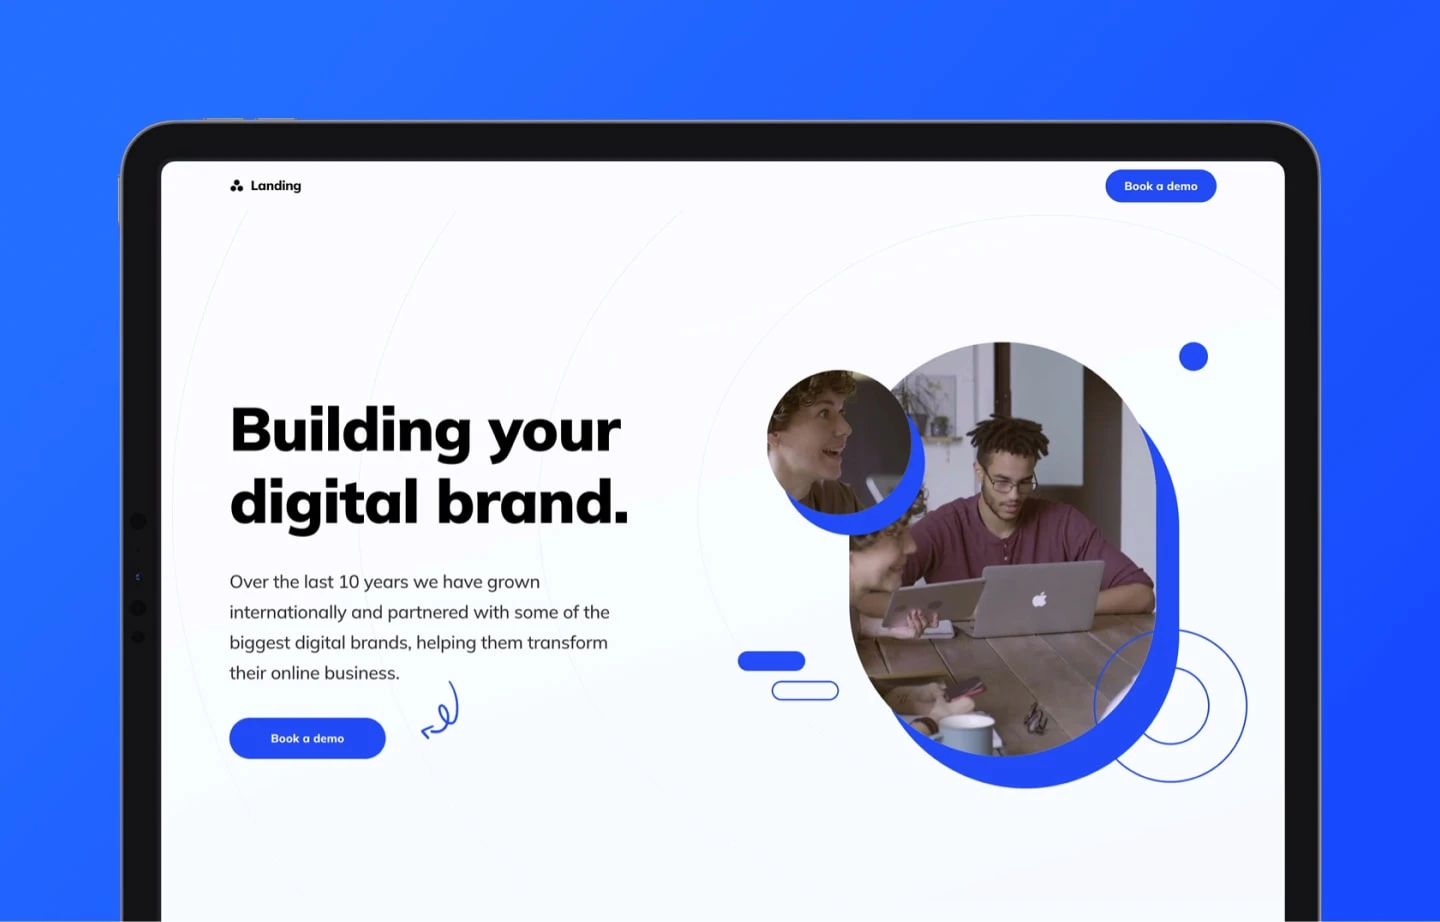 Landing
Book a demo
Building your
digital brand.
Over the last 10 years we have grown
internationally and partnered with some of the
biggest digital brands, helping them transform
their online business.
Book a demo